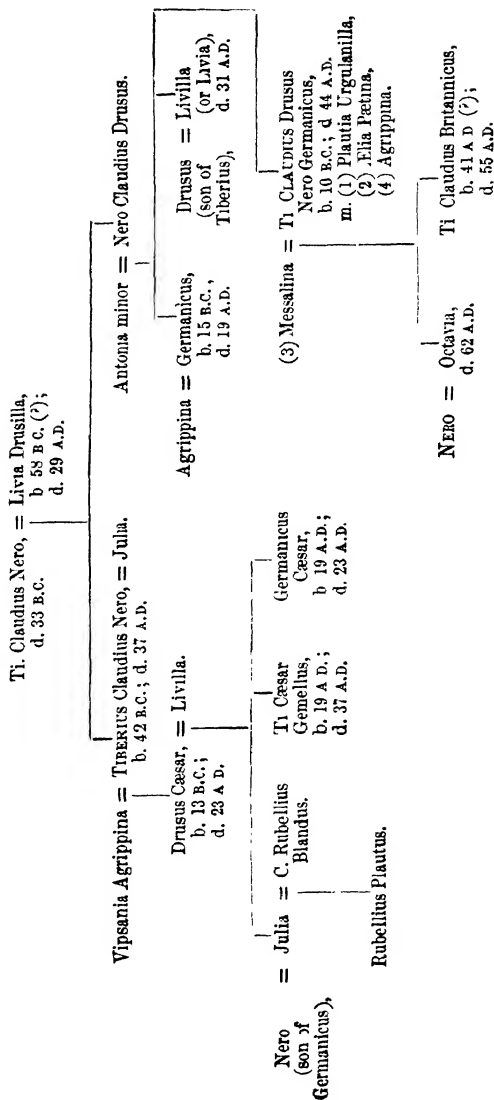 Ti. Claudius Nero, = Livia Drusilla,
d. 33 B.C.
b 58 B C. (?);
d. 29 A.D.
Vipsania Agrippina = TIBERIUS Claudius Nero, = Julia.
b. 42 B.C.; d. 37 A.D.
Antonia minor = Nero Claudius Drusus.
Drusus Cæsar, = Livilla.
b. 13 B.C.;
d. 23 A D.
Agrippina = Germanicus,
b. 15 B.C.,
d. 19 A.D.
Drusus = Livilla
(son of
Tiberius),
(or Livia),
d. 31 A.D.
Nero
(son of
Germanicus),
= Julia = C. Rubellius
Blandus.
Ti Cæsar
Gemellus,
b. 19 A D.;
d. 37 A.D.
Germanicus
Cæsar,
b 19 A.D.;
d. 23 A.D.
(3) Messalina = Ti CLAUDIUS Drusus
Nero Germanicus,
b. 10 B.C.; d 44 A.D.
m. (1) Plautia Urgulanilla,
(2) Ælia Pætina,
(4) Agrippina.
Rubellius Plautus.
NERO = Octavia,
d. 62 A.D.
Ti Claudius Britannicus,
b. 41 A D (?);
d. 55 A.D.